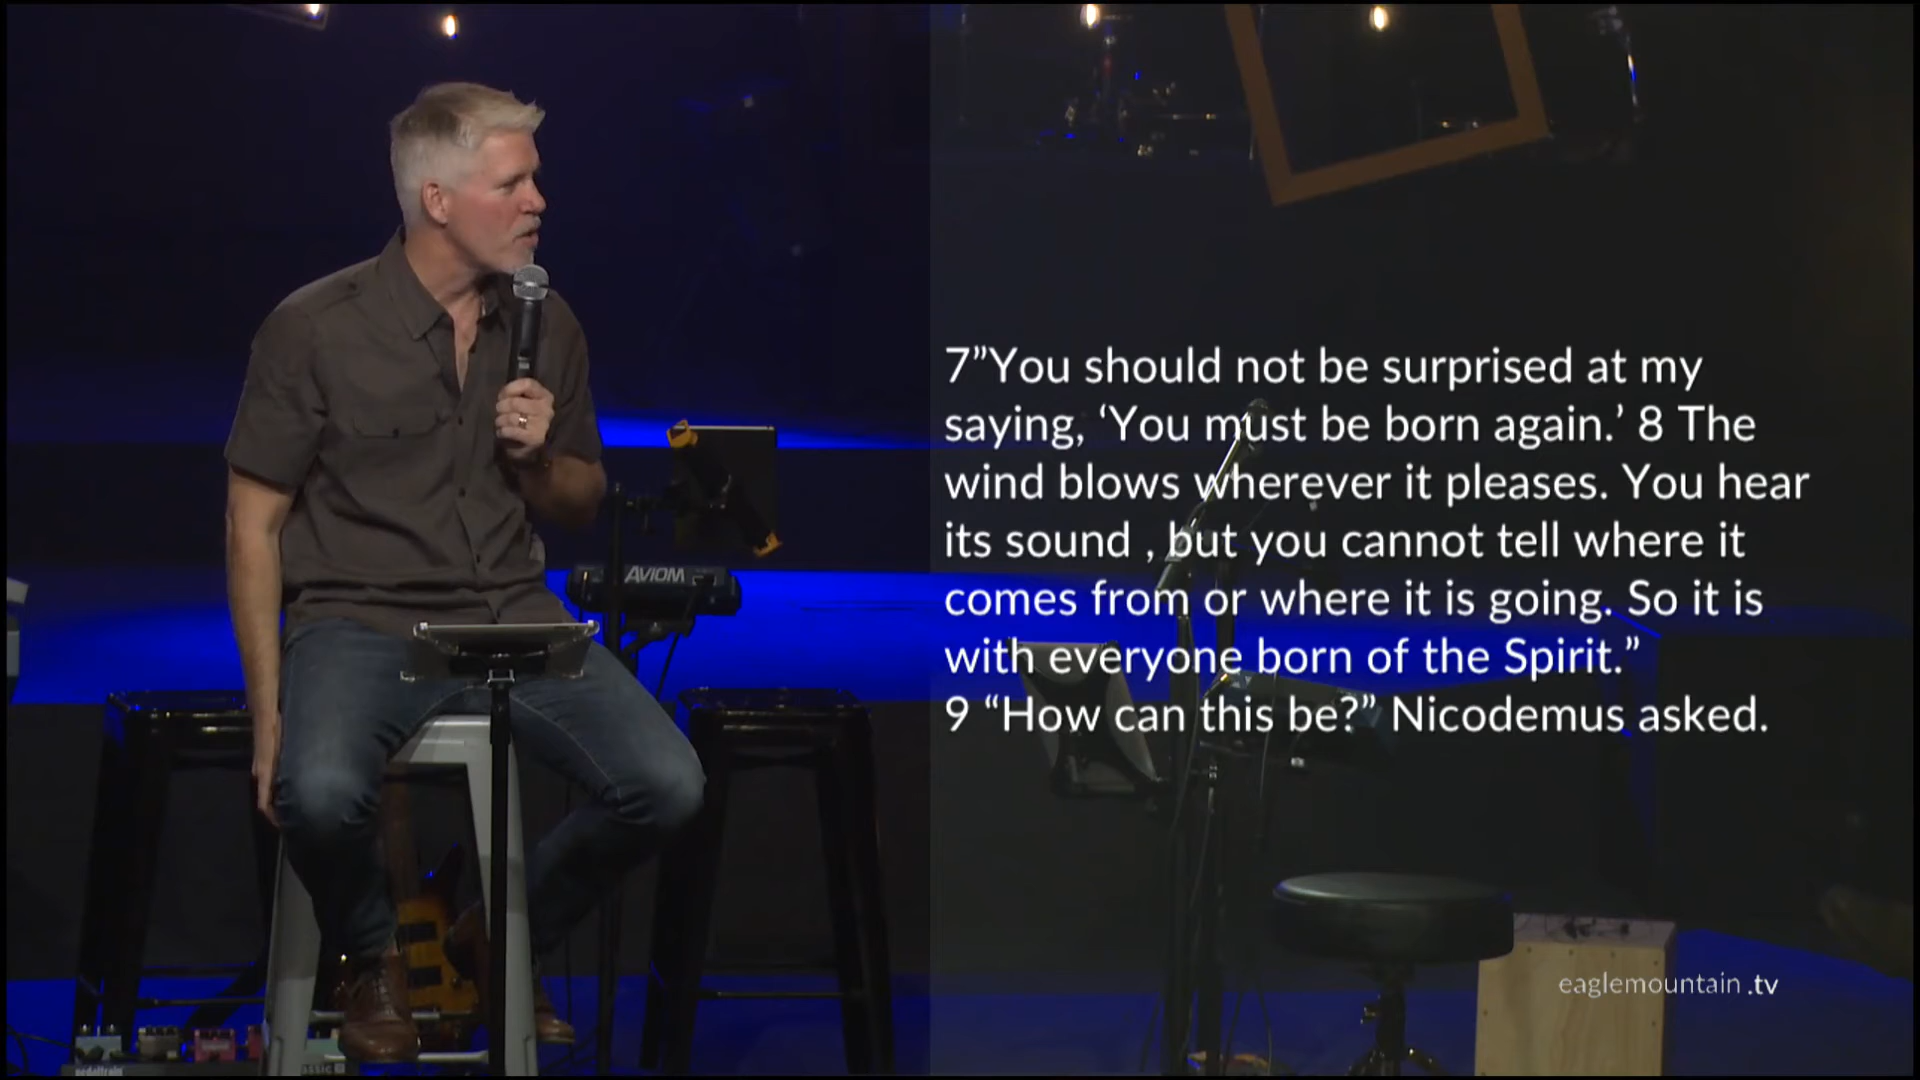 7”You should not be surprised at my
saying, ‘You must be born again.’ 8 The
wind blows wherever it pleases. You hear
its sound , but you cannot tell where it
comes from or where it is going. So it is
with everyone born of the Spirit.”
9 “How can this be?” Nicodemus asked.
AVIOM
eaglemountain.tv
pedaltrain